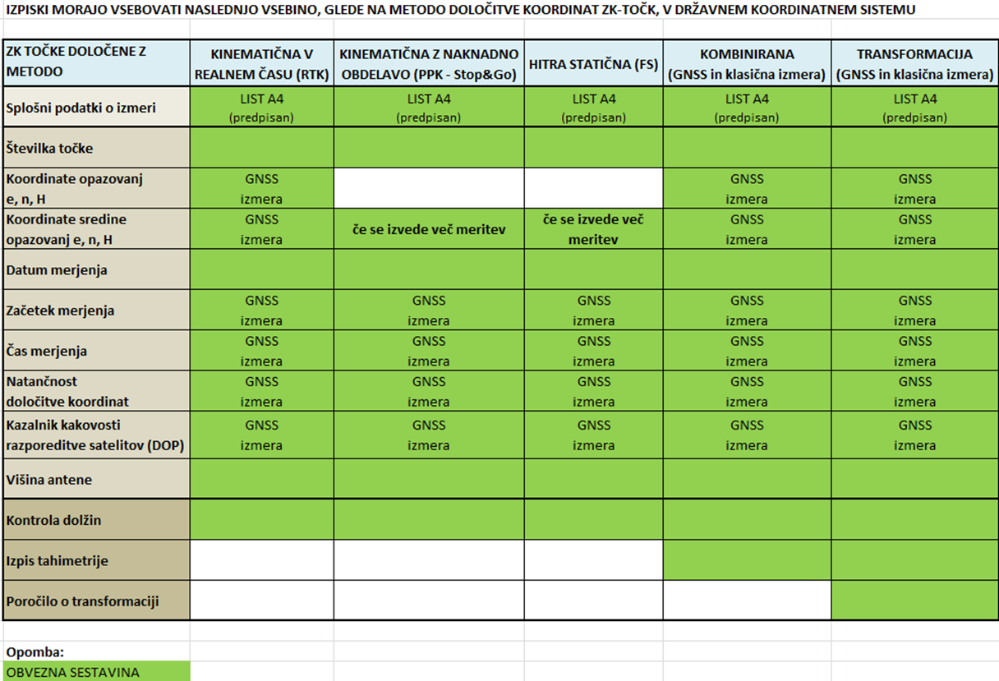 IZPISKI MORAJO VSEBOVATI NASLEDNJO VSEBINO, GLEDE NA METODO DOLOČITVE KOORDINAT ZK-TOČK, V DRŽAVNEM KOORDINATNEM SISTEMU
ZK TOČKE DOLOČENE Z
METODO
KINEMATIČNA V
REALNEM ČASU (RTK)
KINEMATIČNA Z NAKNADNO
OBDELAVO (PPK - Stop&Go)
HITRA STATIČNA (FS)
KOMBINIRANA
(GNSS in klasična izmera)
TRANSFORMACIJA
(GNSS in klasična izmera)
Splošni podatki o izmeri
LIST A4
(predpisan)
LIST A4
(predpisan)
LIST A4
(predpisan)
LIST A4
(predpisan)
LIST A4
(predpisan)
Številka točke
Koordinate opazovanj
e, n, H
GNSS
izmera
GNSS
izmera
GNSS
izmera
Koordinate sredine
opazovanj e, n, H
GNSS
izmera
če se izvede več meritev
če se izvede več
meritev
GNSS
izmera
GNSS
izmera
Datum merjenja
Začetek merjenja
GNSS
izmera
GNSS
izmera
GNSS
izmera
GNSS
izmera
GNSS
izmera
Čas merjenja
GNSS
izmera
GNSS
izmera
GNSS
izmera
GNSS
izmera
GNSS
izmera
Natančnost
določitve koordinat
GNSS
izmera
GNSS
izmera
GNSS
izmera
GNSS
izmera
GNSS
izmera
Kazalnik kakovosti
razporeditve satelitov (DOP)
GNSS
izmera
GNSS
izmera
GNSS
izmera
GNSS
izmera
GNSS
izmera
Višina antene
Kontrola dolžin
Izpis tahimetrije
Poročilo o transformaciji
Opomba:
OBVEZNA SESTAVINA